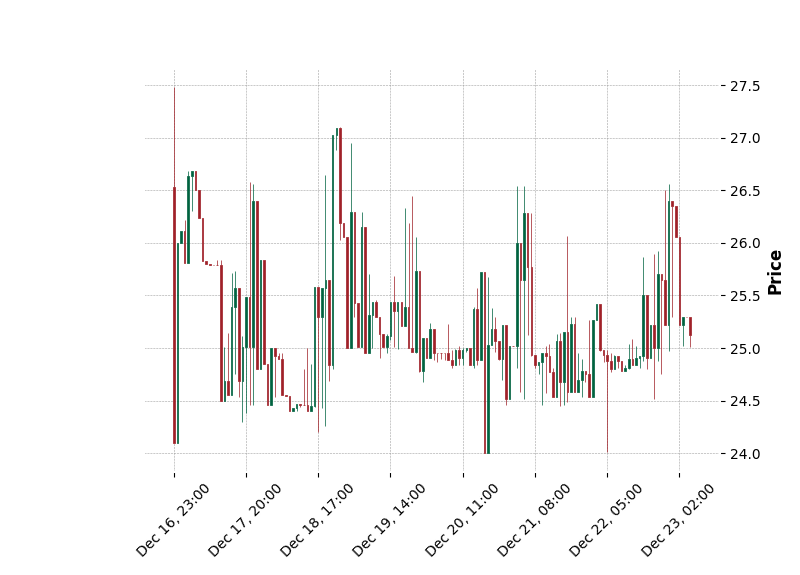 27.5
27.0
26.5
26.0
25.5
25.0
24.5
24.0
Price
Dec 16, 23:00
Dec 17, 20:00
Dec 18, 17:00
Dec 19, 14:00
Dec 20, 11:00
Dec 21, 08:00
Dec 22, 05:00
Dec 23, 02:00